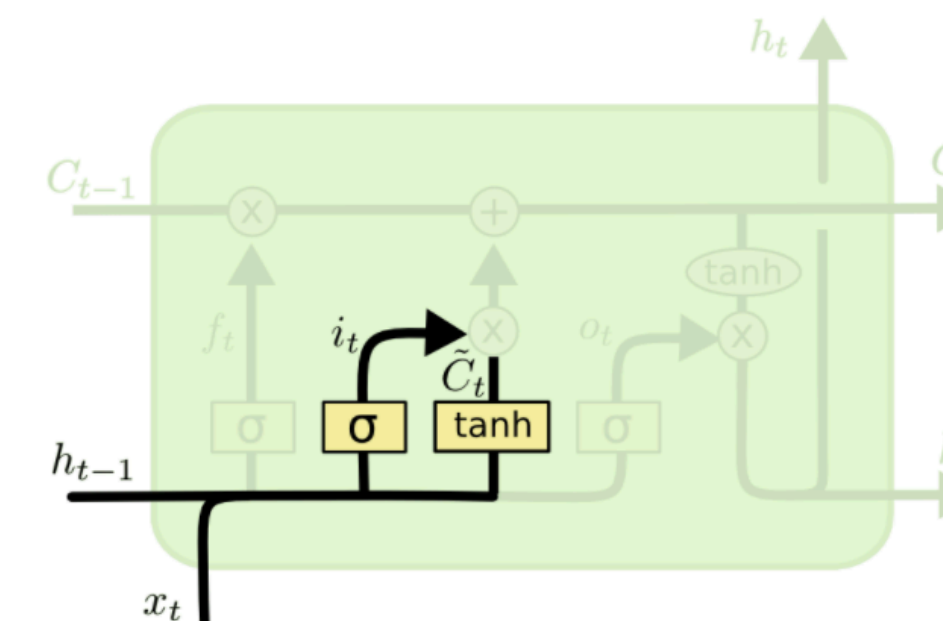 hₜ
Cₜ₋₁
x
+
tanh
fₜ
iₜ
x
oₜ
x
C̃ₜ
σ
σ
tanh
σ
hₜ₋₁
xₜ